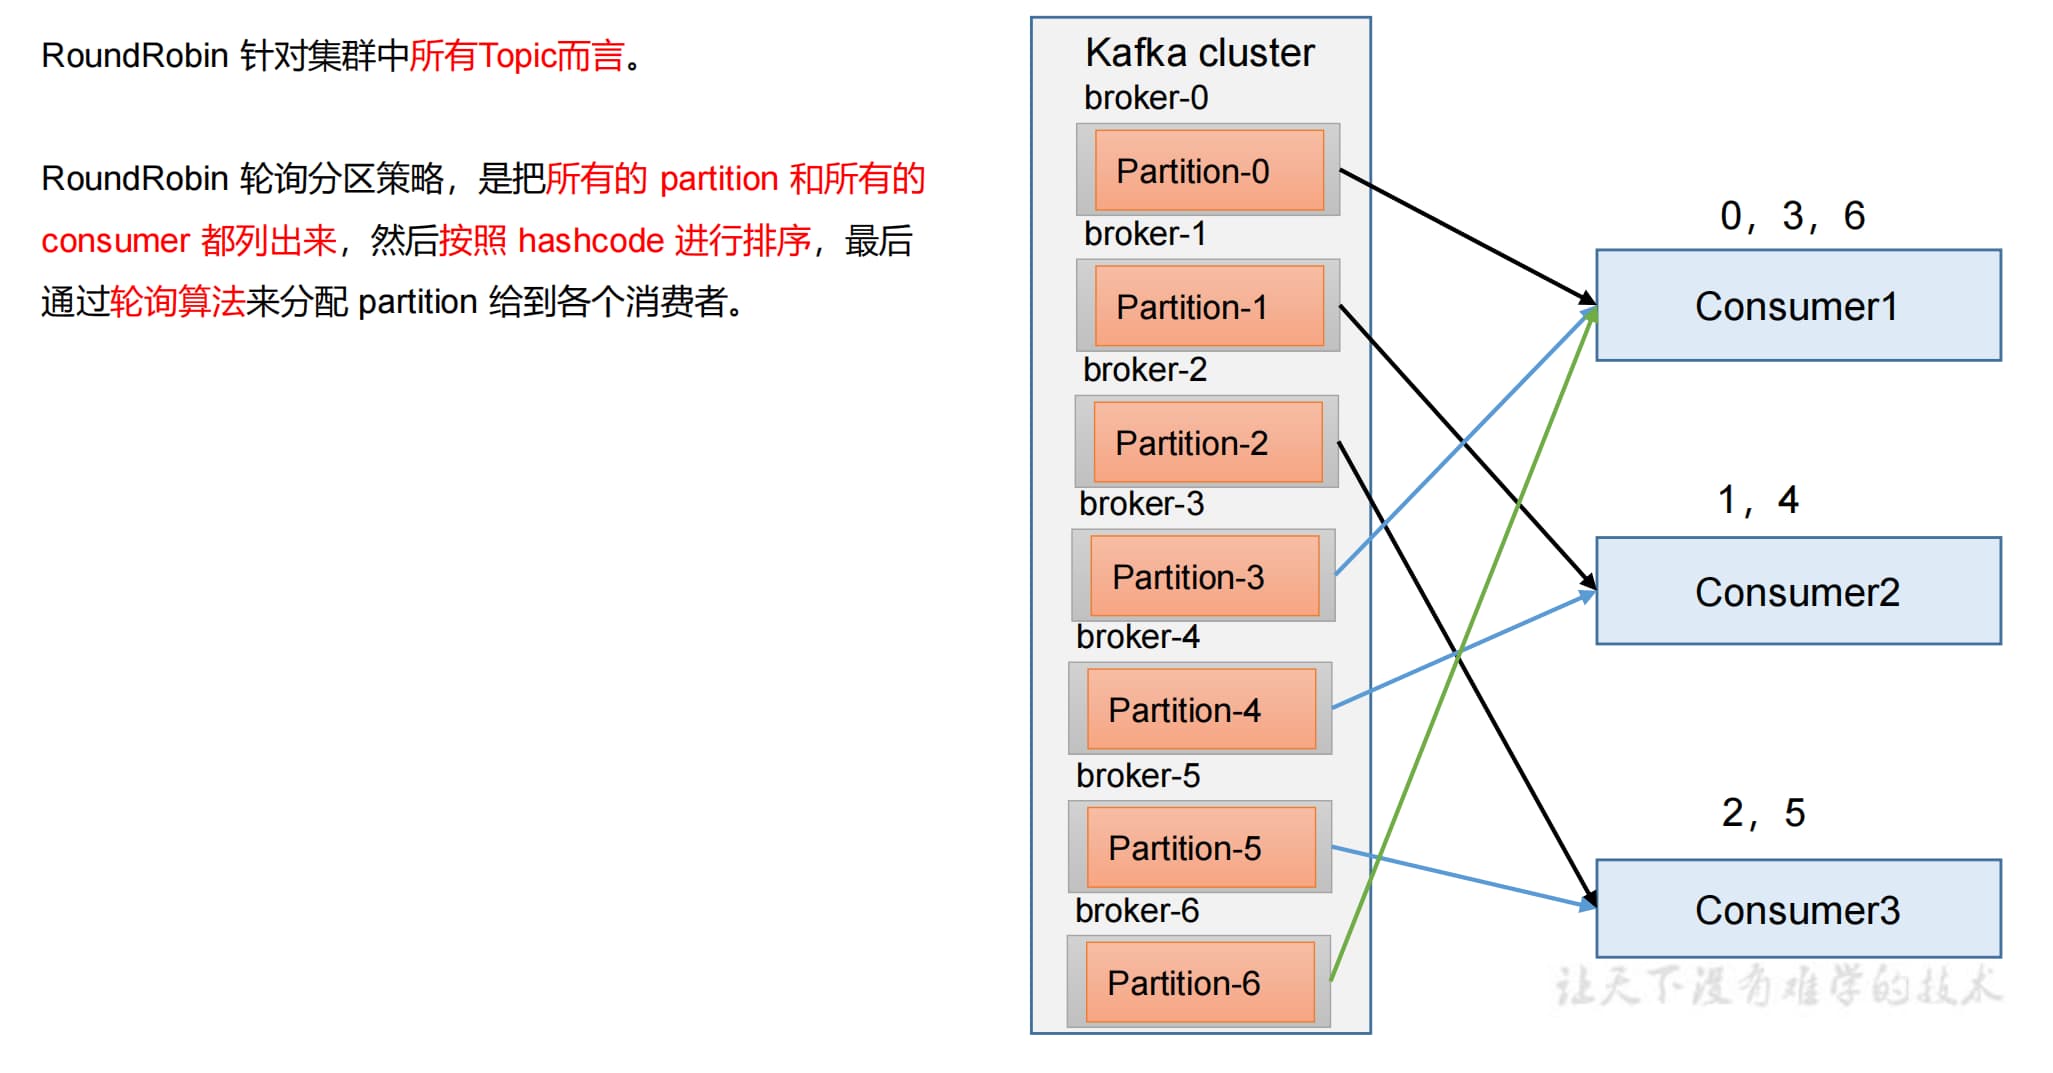 RoundRobin 针对集群中所有Topic而言。
RoundRobin 轮询分区策略，是把所有的 partition 和所有的
consumer 都列出来，然后按照 hashcode 进行排序，最后
通过轮询算法来分配 partition 给到各个消费者。
Kafka cluster
broker-0
Partition-0
broker-1
Partition-1
broker-2
Partition-2
broker-3
Partition-3
broker-4
Partition-4
broker-5
Partition-5
broker-6
Partition-6
0，3，6
Consumer1
1，4
Consumer2
2，5
Consumer3
让天下没有难学的技术